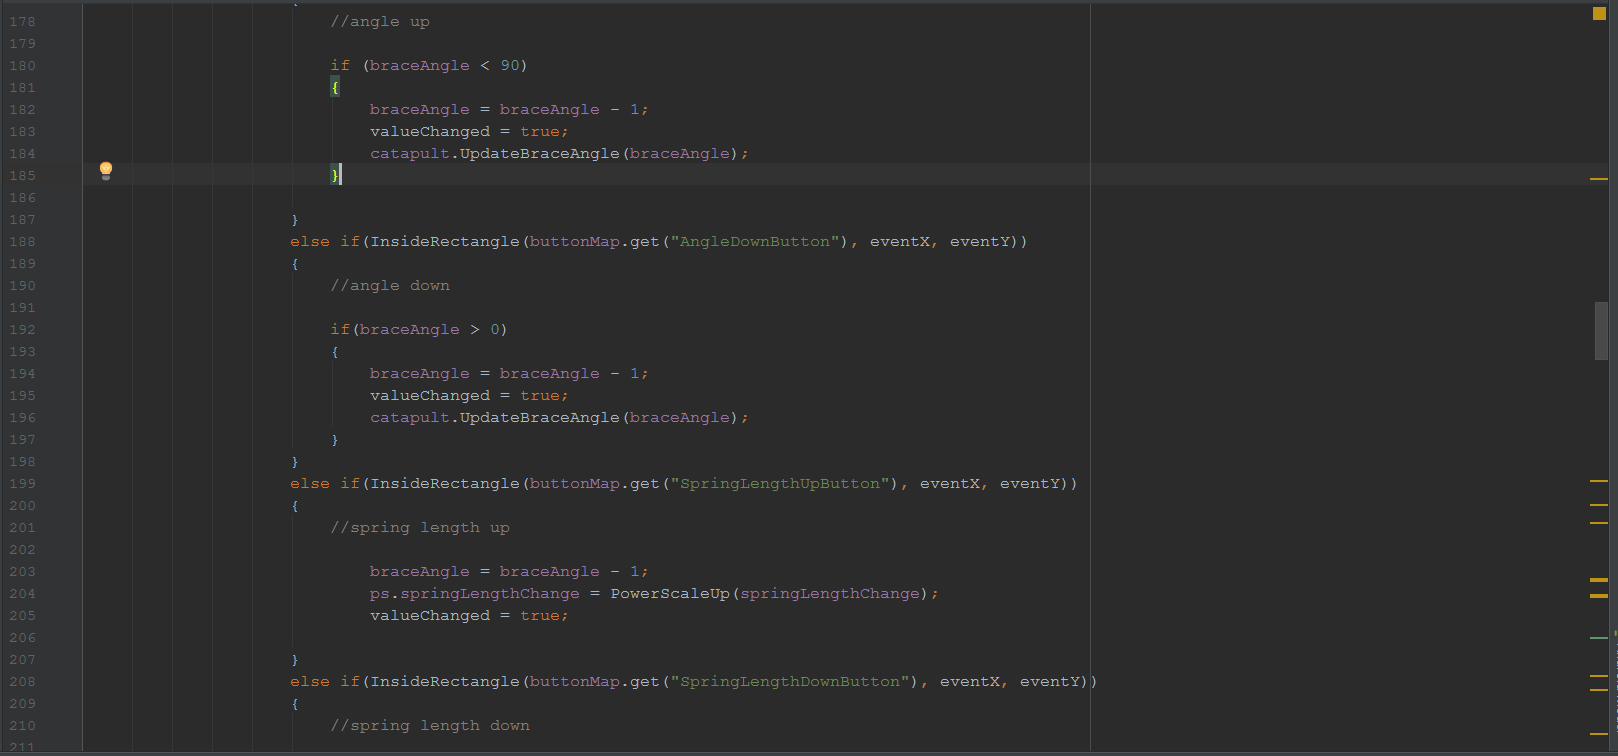 178 //angle up
179
180 if (braceAngle < 90)
181 {
182 braceAngle = braceAngle - 1;
183 valueChanged = true;
184 catapult.UpdateBraceAngle(braceAngle);
185 }
186
187 }
188 else if(InsideRectangle(buttonMap.get("AngleDownButton"), eventX, eventY))
189 {
190 //angle down
191
192 if(braceAngle > 0)
193 {
194 braceAngle = braceAngle - 1;
195 valueChanged = true;
196 catapult.UpdateBraceAngle(braceAngle);
197 }
198 }
199 else if(InsideRectangle(buttonMap.get("SpringLengthUpButton"), eventX, eventY))
200 {
201 //spring length up
202
203 braceAngle = braceAngle - 1;
204 ps.springLengthChange = PowerScaleUp(springLengthChange);
205 valueChanged = true;
206
207 }
208 else if(InsideRectangle(buttonMap.get("SpringLengthDownButton"), eventX, eventY))
209 {
210 //spring length down
211